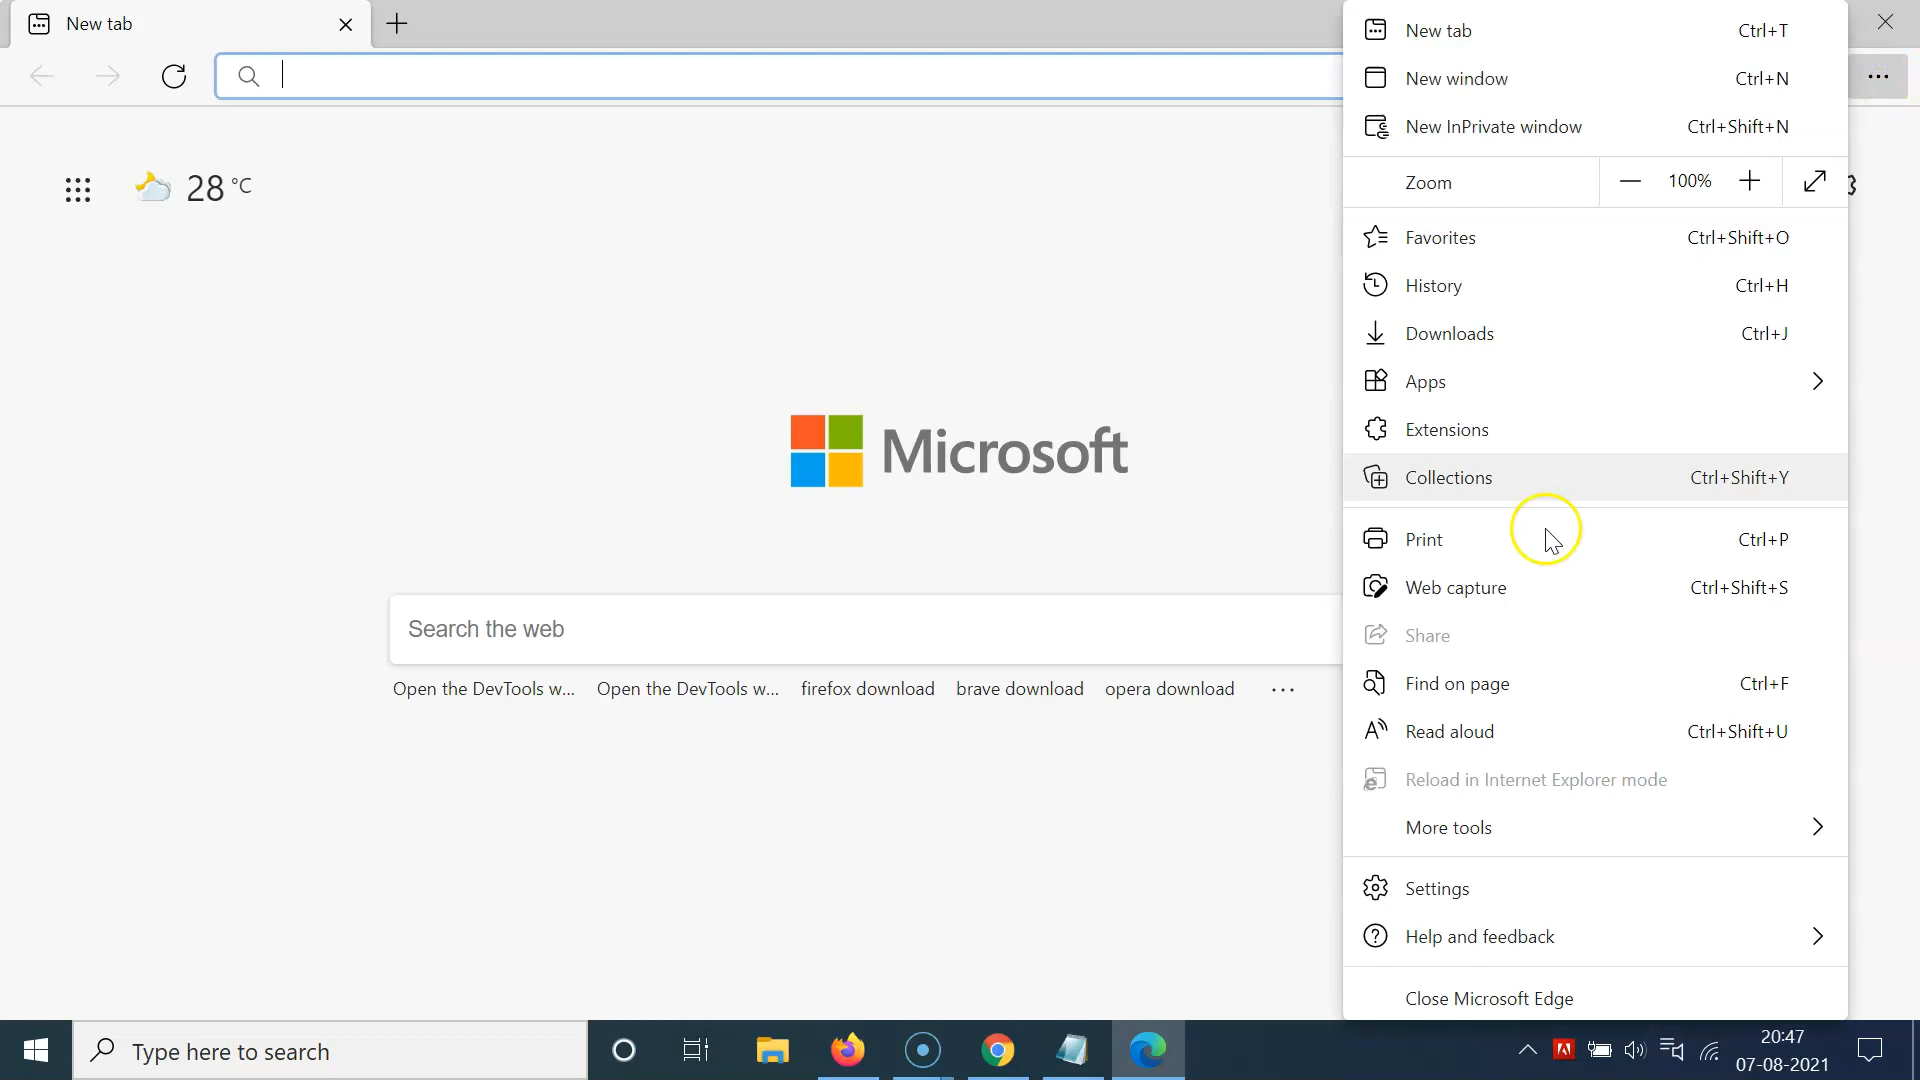 New tab
28 °C
Microsoft
Search the web
Open the DevTools w... Open the DevTools w... firefox download brave download opera download ...
New tab Ctrl+T
New window Ctrl+N
New InPrivate window Ctrl+Shift+N
Zoom 100%
Favorites Ctrl+Shift+O
History Ctrl+H
Downloads Ctrl+J
Apps
Extensions
Collections Ctrl+Shift+Y
Print Ctrl+P
Web capture Ctrl+Shift+S
Share
Find on page Ctrl+F
Read aloud Ctrl+Shift+U
Reload in Internet Explorer mode
More tools
Settings
Help and feedback
Close Microsoft Edge
Type here to search
20:47
07-08-2021